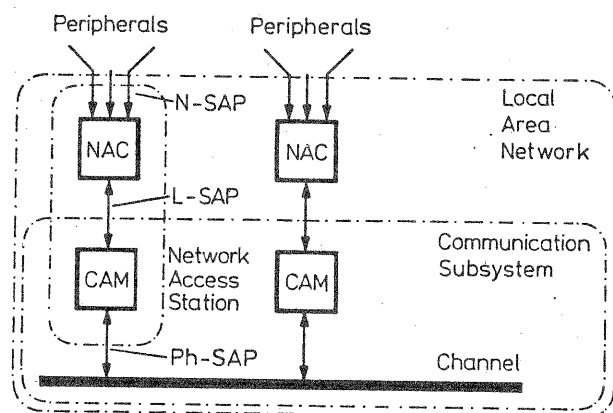 Peripherals
Peripherals
N-SAP
Local
Area
Network
NAC
NAC
L-SAP
Communication
Subsystem
Network
Access
Station
CAM
CAM
Ph-SAP
Channel